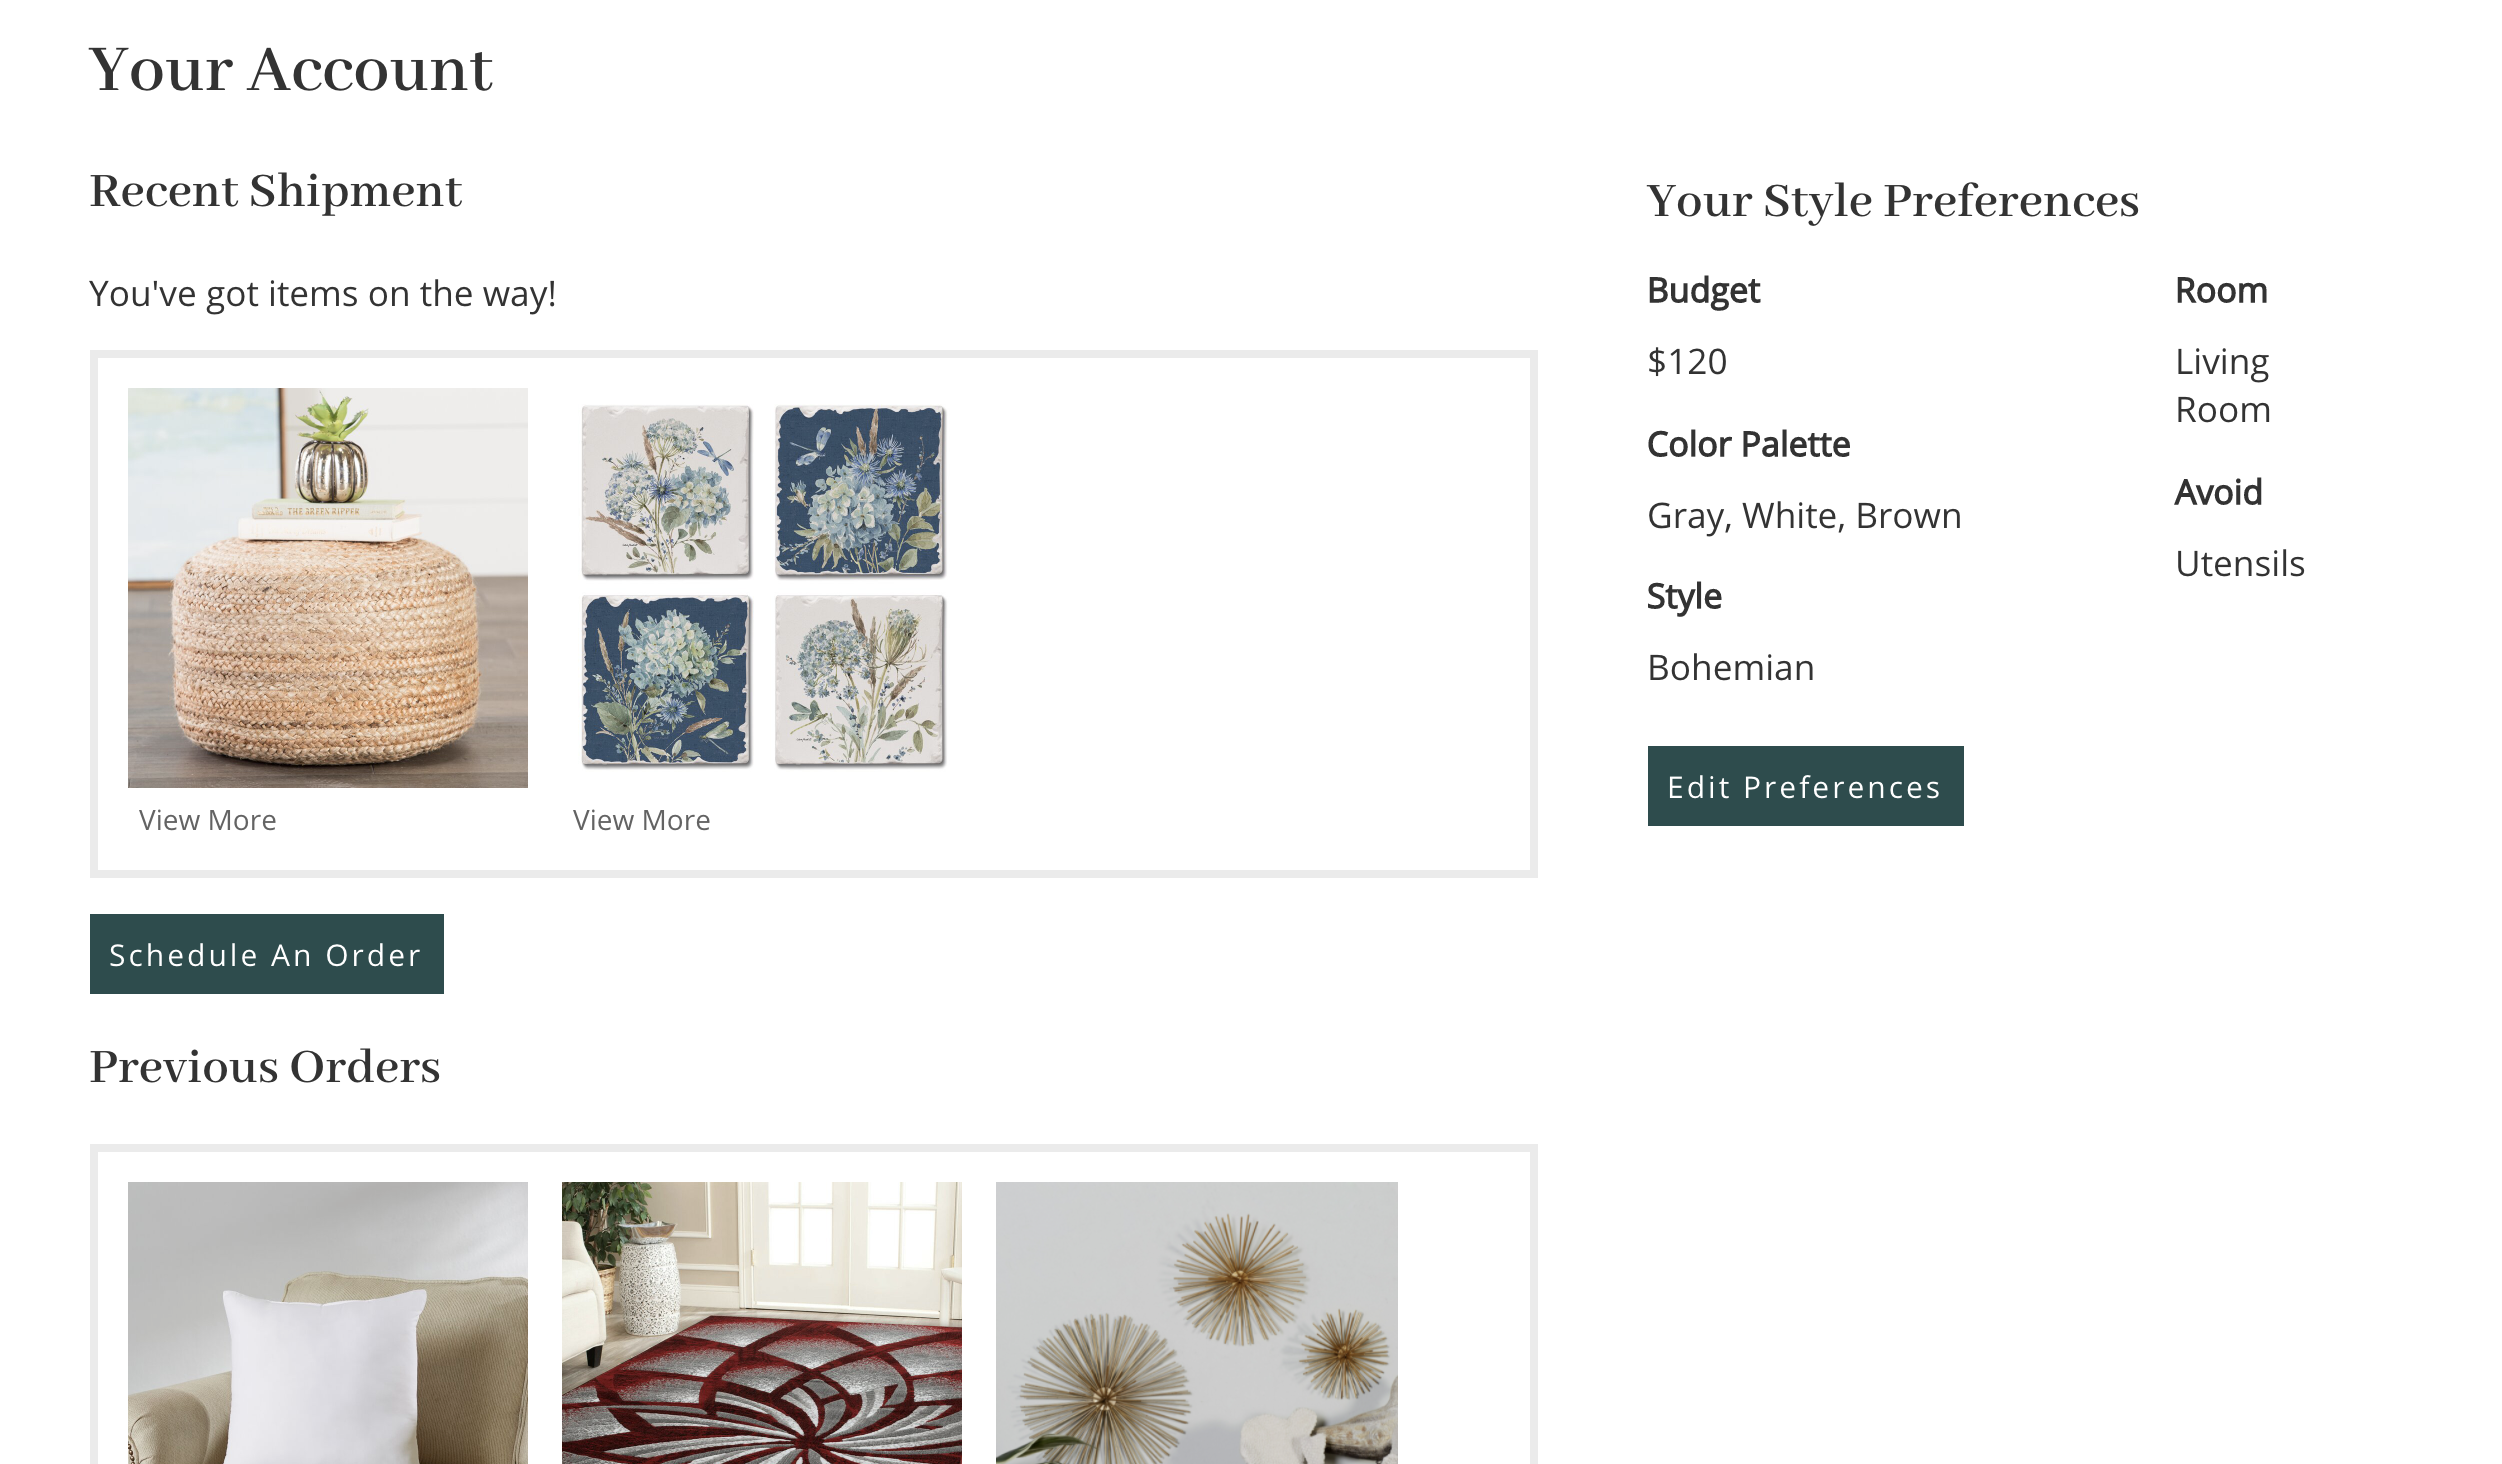 Your Account
Recent Shipment
You've got items on the way!
THE GREEN RIPPER
View More
View More
Schedule An Order
Previous Orders
Your Style Preferences
Budget
$120
Color Palette
Gray, White, Brown
Style
Bohemian
Edit Preferences
Room
Living
Room
Avoid
Utensils